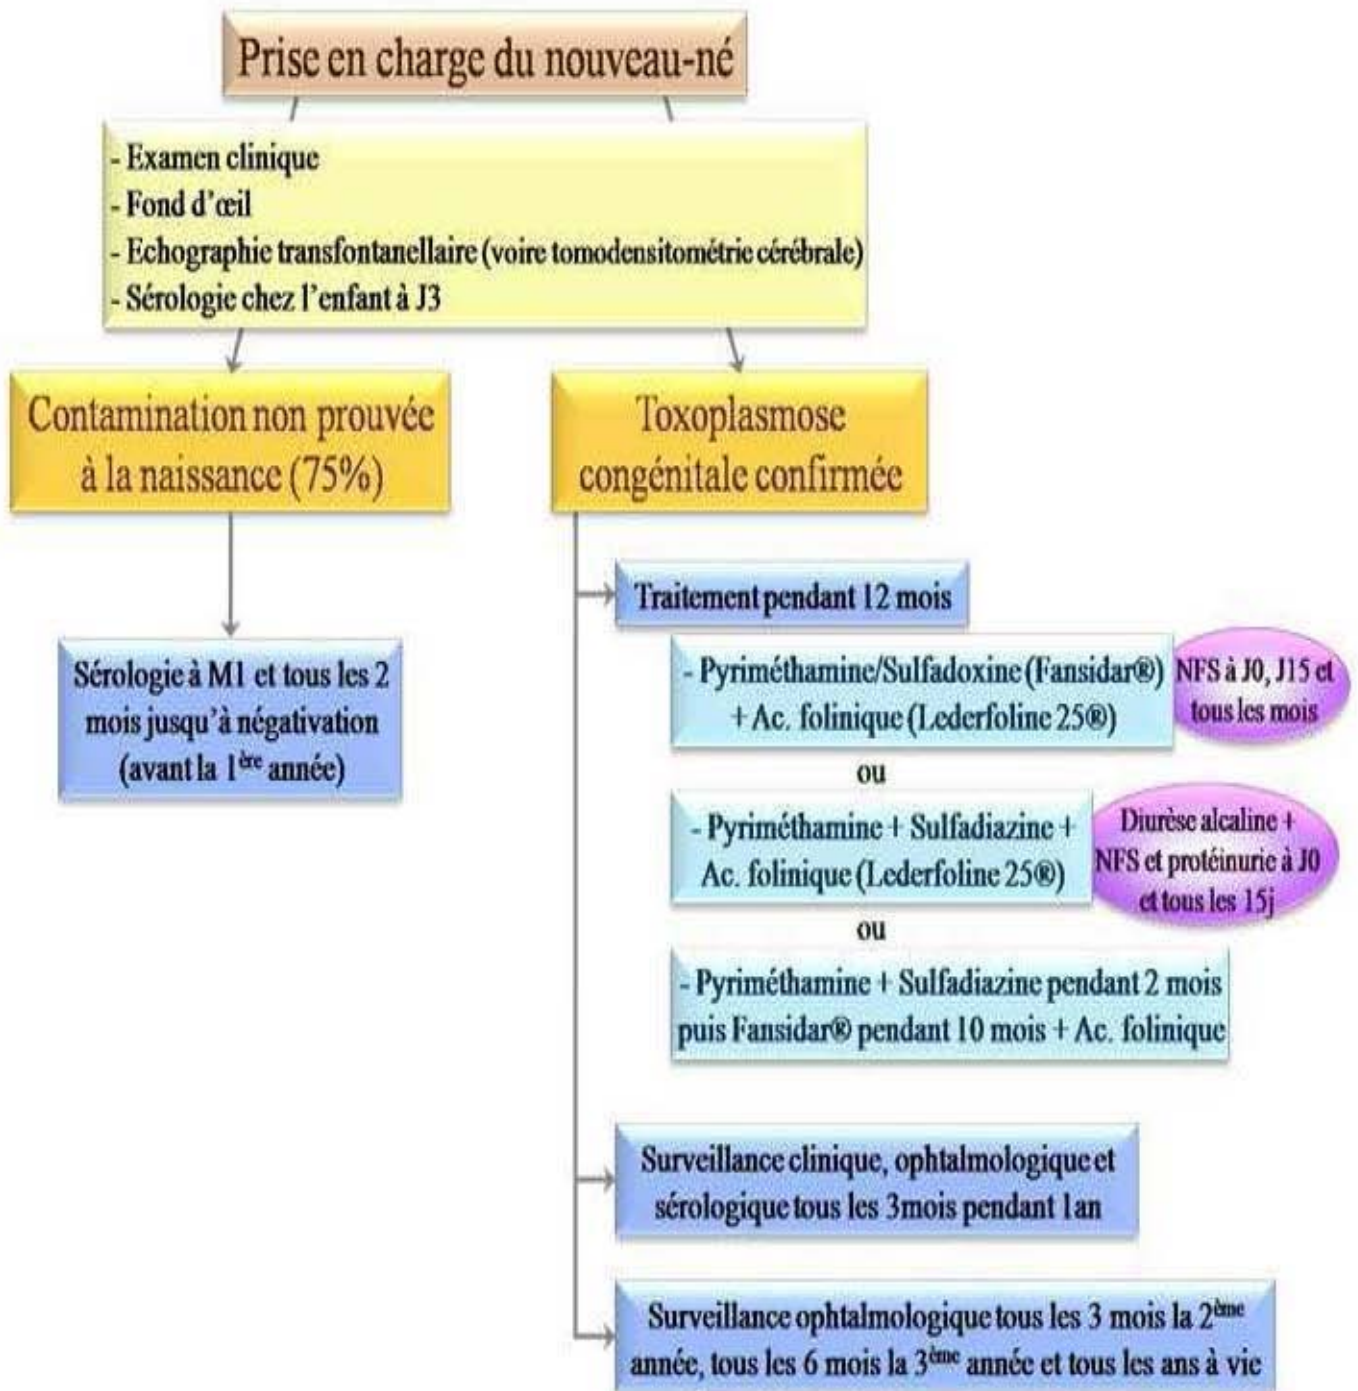 Prise en charge du nouveau-né
- Examen clinique
- Fond d'œil
- Echographie transfontanellaire (voire tomodensitométrie cérébrale)
- Sérologie chez l'enfant à J3
Contamination non prouvée
à la naissance (75%)
Sérologie à M1 et tous les 2
mois jusqu'à négativation
(avant la 1ère année)
Toxoplasmose
congénitale confirmée
Traitement pendant 12 mois
- Pyriméthamine/Sulfadoxine (Fansidar®)
+ Ac. folinique (Lederfoline 25®)
NFS à J0, J15 et
tous les mois
ou
- Pyriméthamine + Sulfadiazine +
Ac. folinique (Lederfoline 25®)
Diurèse alcaline +
NFS et protéinurie à J0
et tous les 15j
ou
- Pyriméthamine + Sulfadiazine pendant 2 mois
puis Fansidar® pendant 10 mois + Ac. folinique
Surveillance clinique, ophtalmologique et
sérologique tous les 3mois pendant 1an
Surveillance ophtalmologique tous les 3 mois la 2ème
année, tous les 6 mois la 3ème année et tous les ans à vie